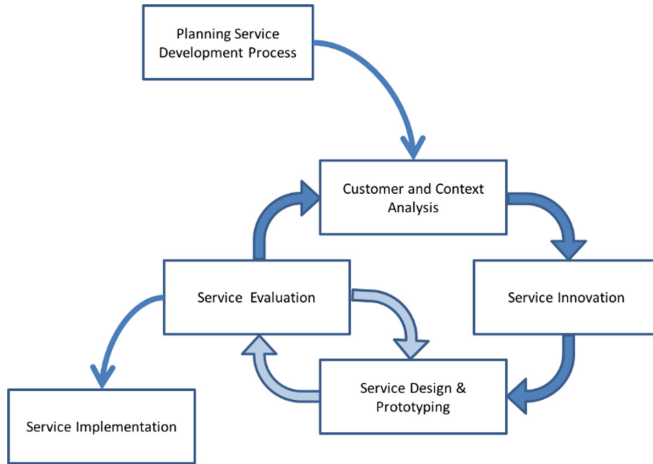 Planning Service
Development Process
Customer and Context
Analysis
Service Evaluation
Service Innovation
Service Design &
Prototyping
Service Implementation